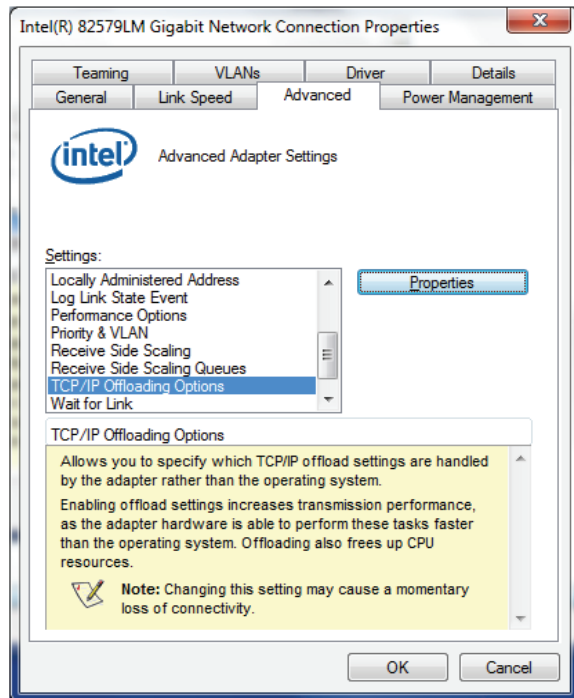 Intel(R) 82579LM Gigabit Network Connection Properties
Teaming VLANs Driver Details
General Link Speed Advanced Power Management
intel Advanced Adapter Settings
Settings:
Locally Administered Address
Log Link State Event
Performance Options
Priority & VLAN
Receive Side Scaling
Receive Side Scaling Queues
TCP/IP Offloading Options
Wait for Link
Properties
TCP/IP Offloading Options
Allows you to specify which TCP/IP offload settings are handled
by the adapter rather than the operating system.
Enabling offload settings increases transmission performance,
as the adapter hardware is able to perform these tasks faster
than the operating system. Offloading also frees up CPU
resources.
Note: Changing this setting may cause a momentary
loss of connectivity.
OK Cancel